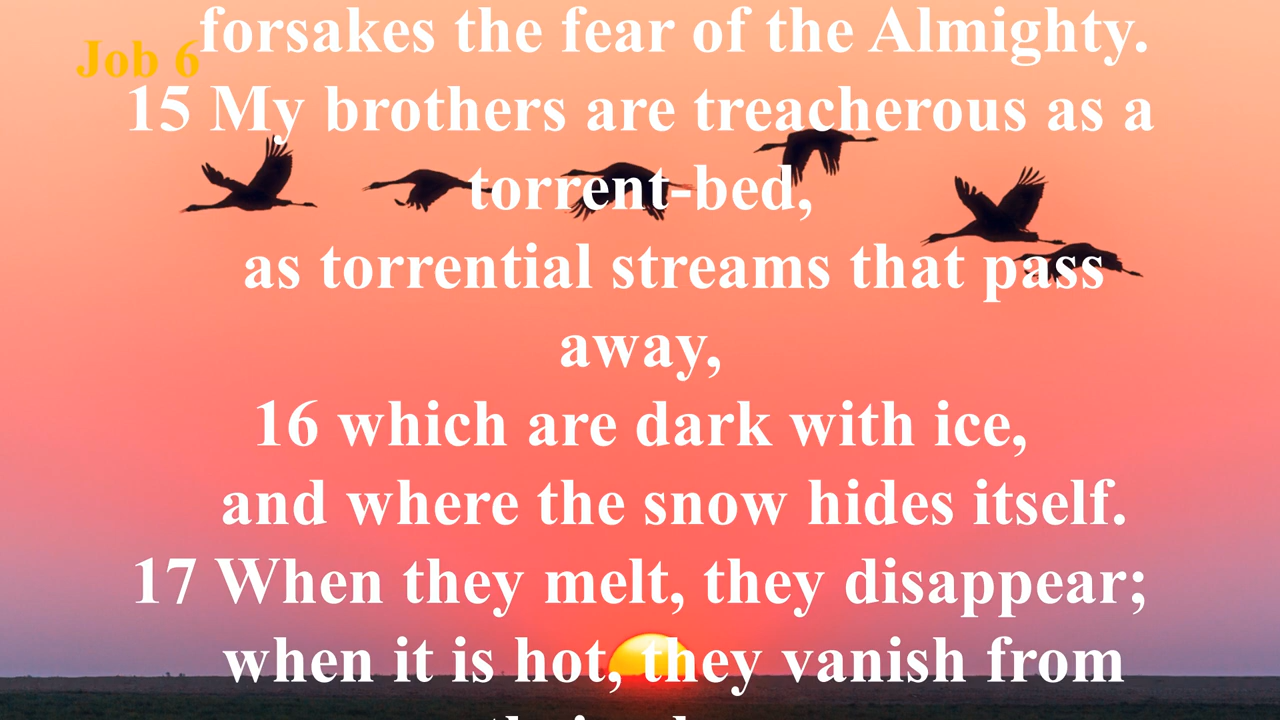 forsakes the fear of the Almighty.
Job 6
15 My brothers are treacherous as a
torrent-bed,
as torrential streams that pass
away,
16 which are dark with ice,
and where the snow hides itself.
17 When they melt, they disappear;
when it is hot, they vanish from